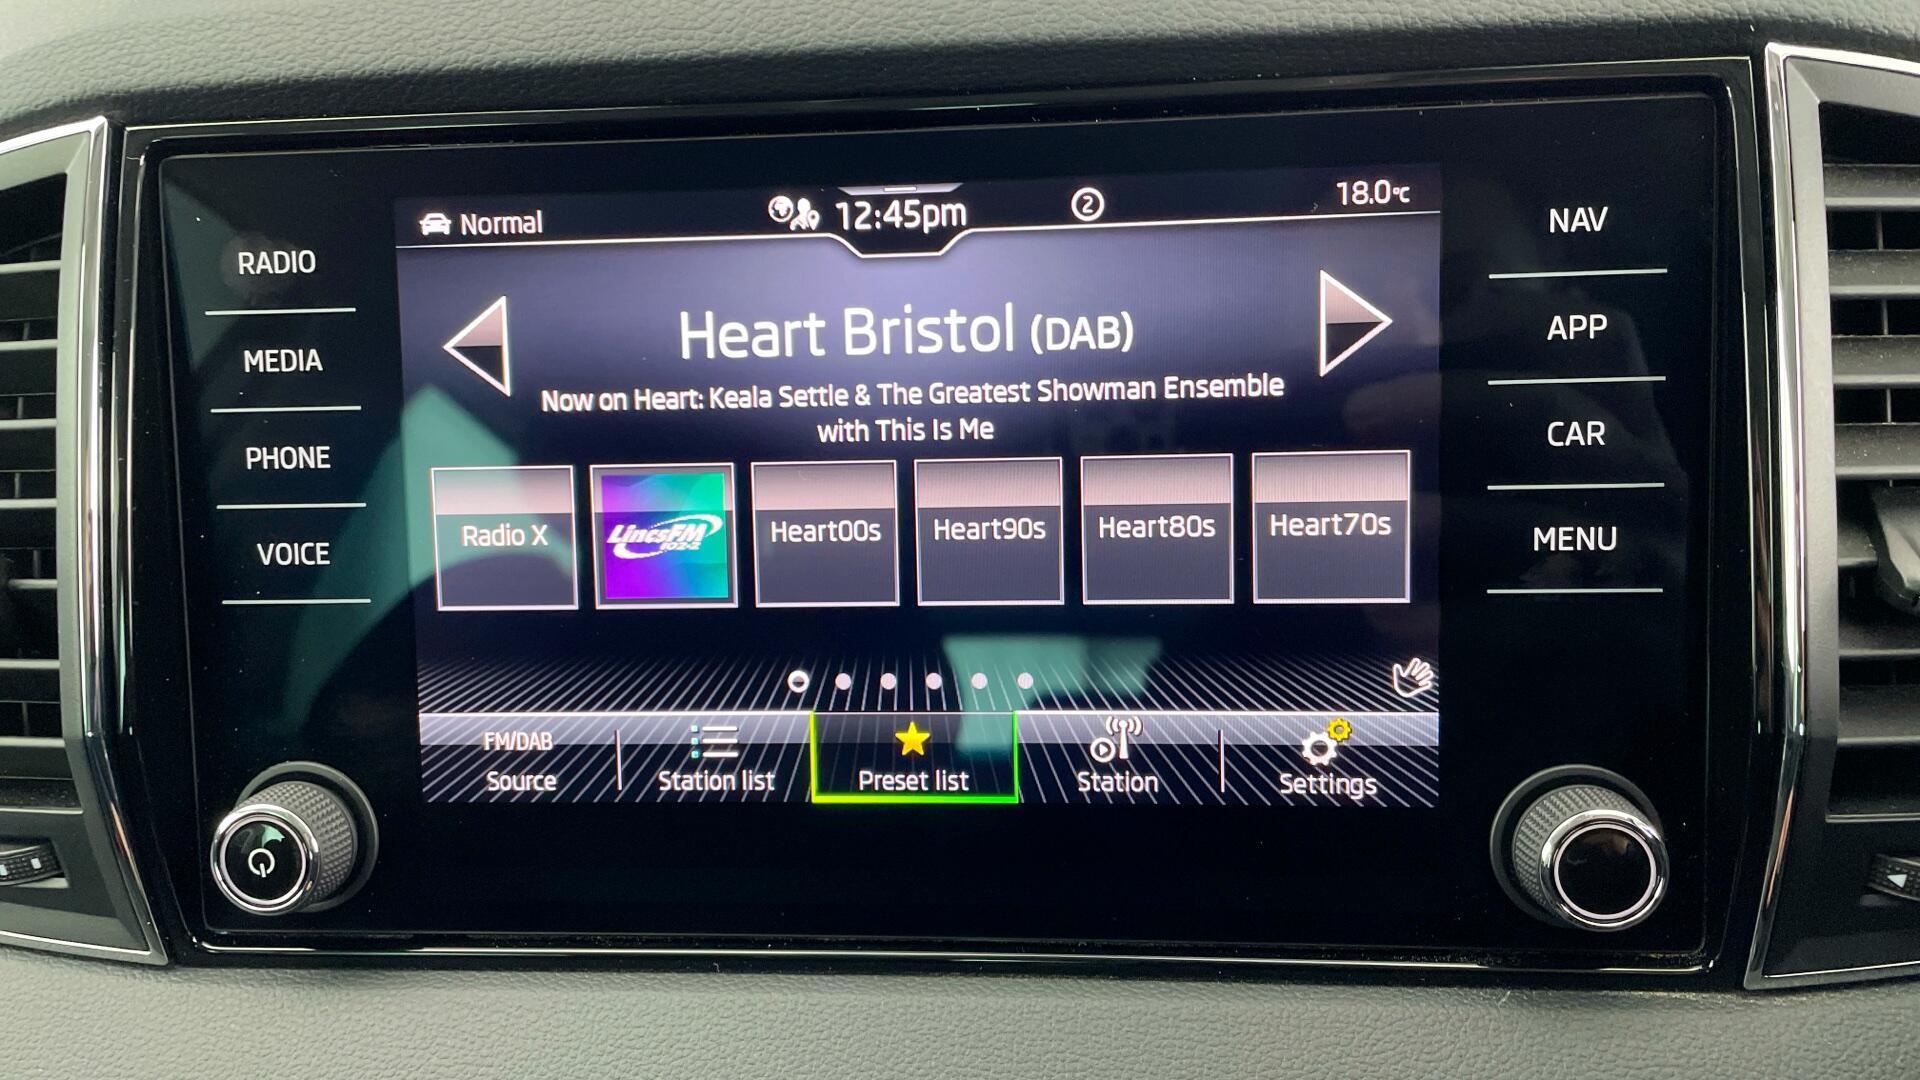 Normal
12:45pm
2
18.0°C
RADIO
MEDIA
PHONE
VOICE
NAV
APP
CAR
MENU
Heart Bristol (DAB)
Now on Heart: Keala Settle & The Greatest Showman Ensemble
with This Is Me
Radio X
LincsFM
102·2
Heart00s
Heart90s
Heart80s
Heart70s
FM/DAB
Source
Station list
Preset list
Station
Settings